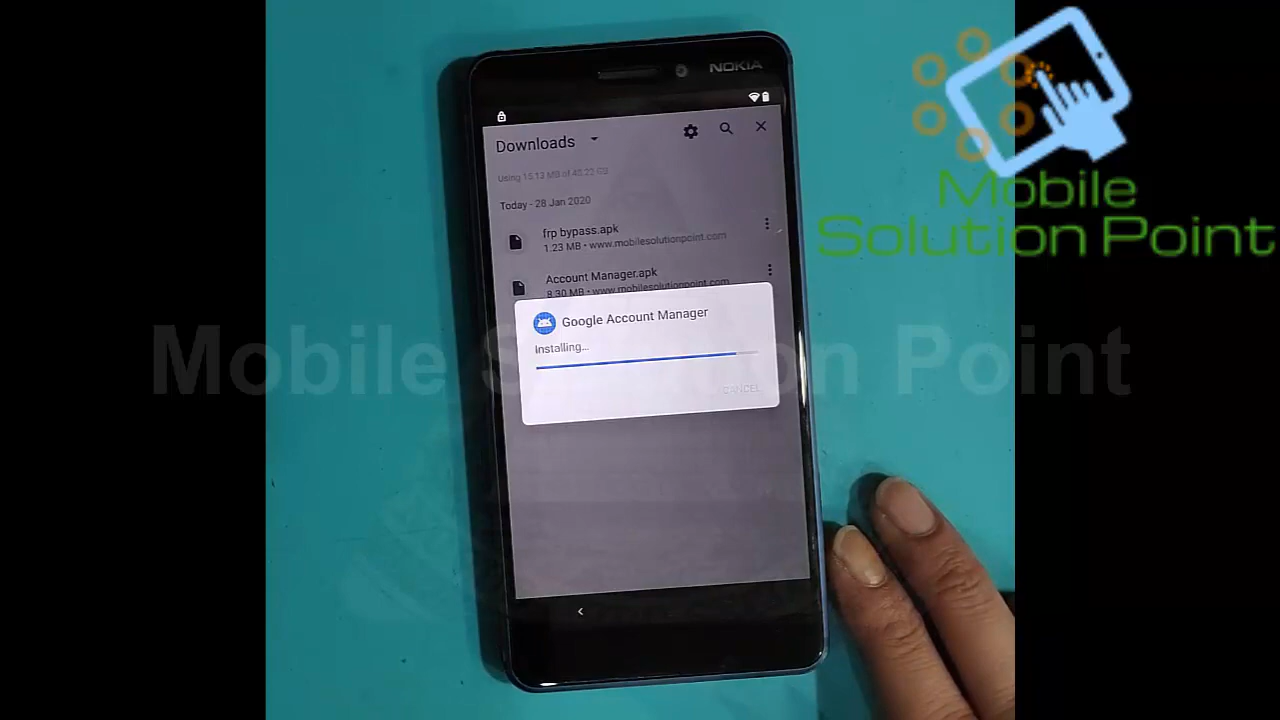 NOKIA
Downloads
Using 15.13 MB of 45.22 GB
Today - 28 Jan 2020
frp bypass.apk
1.23 MB • www.mobilesolutionpoint.com
Account Manager.apk
8.30 MB • www.mobilesolutionpoint.com
Google Account Manager
Installing...
CANCEL
Mobile
Solution Point
Mobile Solution Point